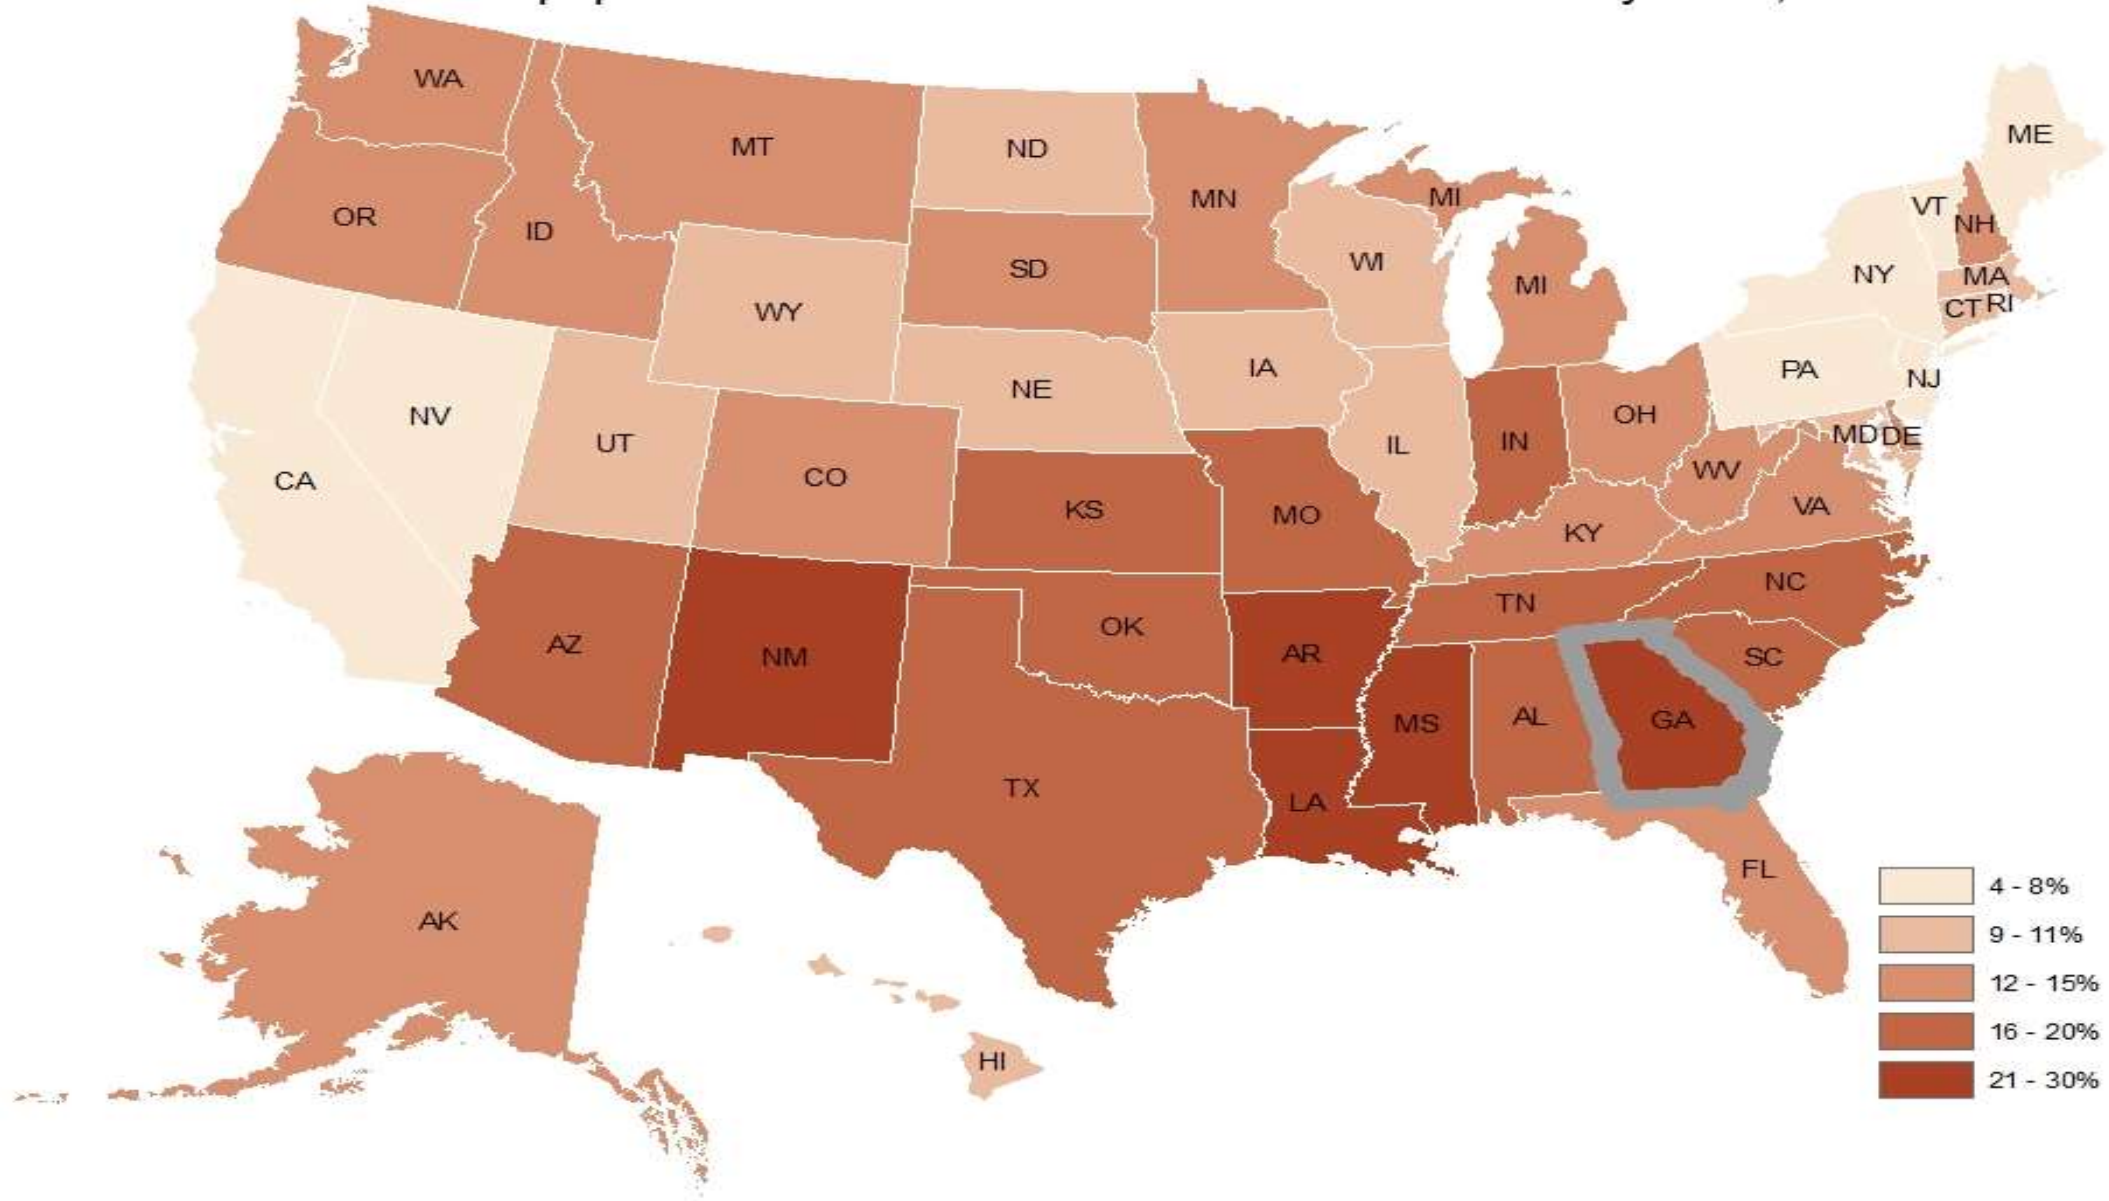 WA
MT
ND
MN
ME
OR
ID
SD
WI
MI
MI
VT
NH
NY
MA
CT
RI
WY
NE
IA
PA
NJ
NV
UT
CO
IL
IN
OH
MD
DE
CA
KS
MO
WV
VA
KY
AZ
NM
OK
AR
TN
NC
SC
TX
LA
MS
AL
GA
FL
AK
HI
4 - 8%
9 - 11%
12 - 15%
16 - 20%
21 - 30%